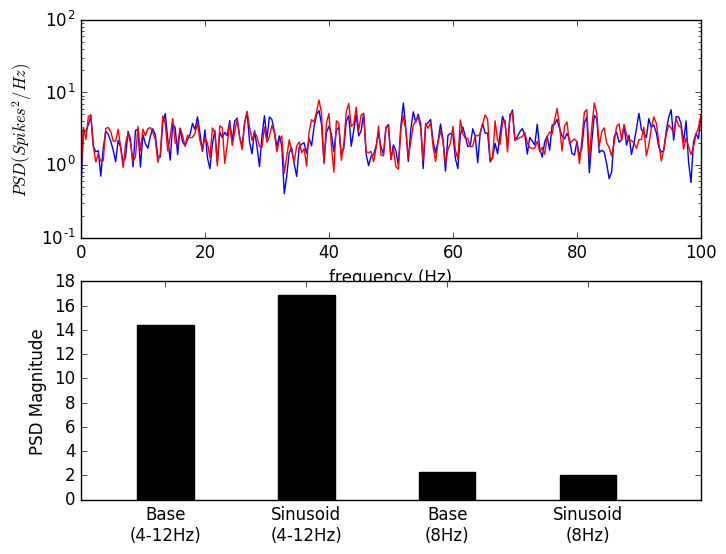 10^2
10^1
10^0
10^-1
PSD(Spikes^2/Hz)
0 20 40 60 80 100
frequency (Hz)
18
16
14
12
10
8
6
4
2
0
PSD Magnitude
Base Sinusoid Base Sinusoid
(4-12Hz) (4-12Hz) (8Hz) (8Hz)